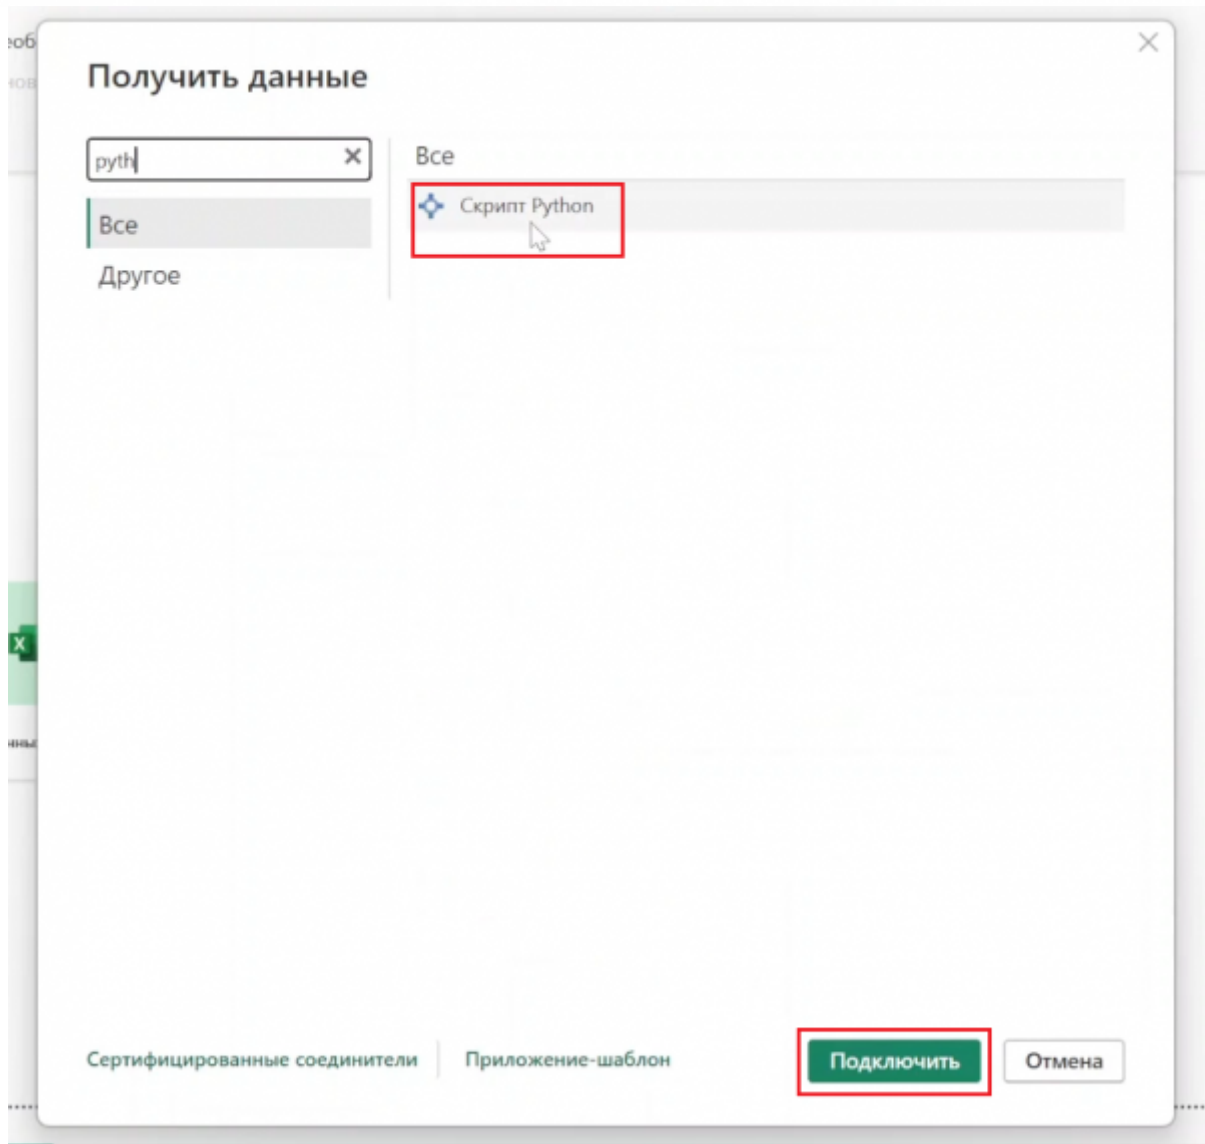 Получить данные
pyth
Все
Другое
Все
Скрипт Python
Сертифицированные соединители
Приложение-шаблон
Подключить
Отмена